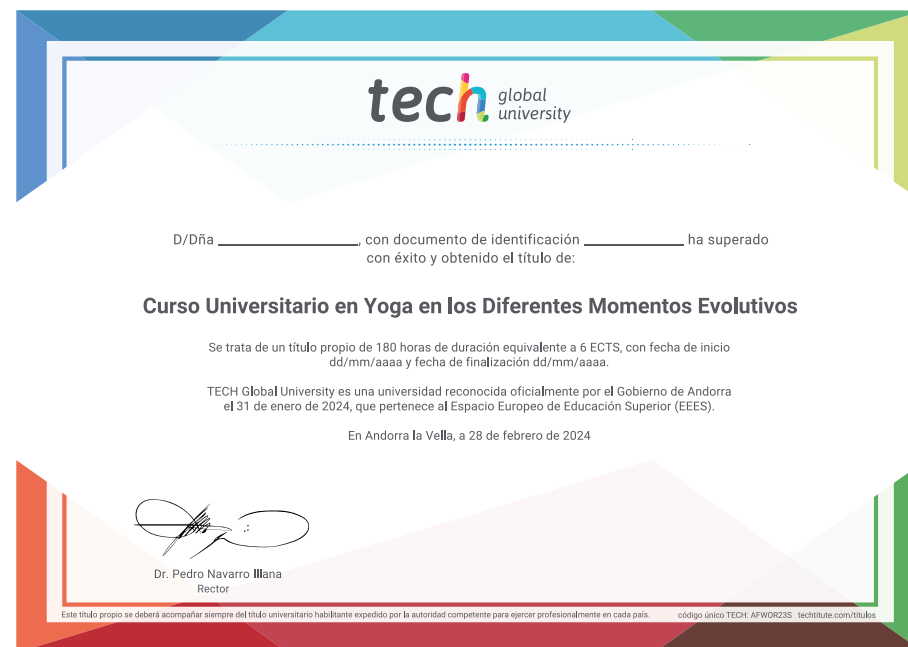 tech global university
D/Dña ____________________, con documento de identificación ______________ ha superado
con éxito y obtenido el título de:
Curso Universitario en Yoga en los Diferentes Momentos Evolutivos
Se trata de un título propio de 180 horas de duración equivalente a 6 ECTS, con fecha de inicio
dd/mm/aaaa y fecha de finalización dd/mm/aaaa.
TECH Global University es una universidad reconocida oficialmente por el Gobierno de Andorra
el 31 de enero de 2024, que pertenece al Espacio Europeo de Educación Superior (EEES).
En Andorra la Vella, a 28 de febrero de 2024
Dr. Pedro Navarro Illana
Rector
Este título propio se deberá acompañar siempre del título universitario habilitante expedido por la autoridad competente para ejercer profesionalmente en cada país. código único TECH: AFWOR23S techtitute.com/titulos